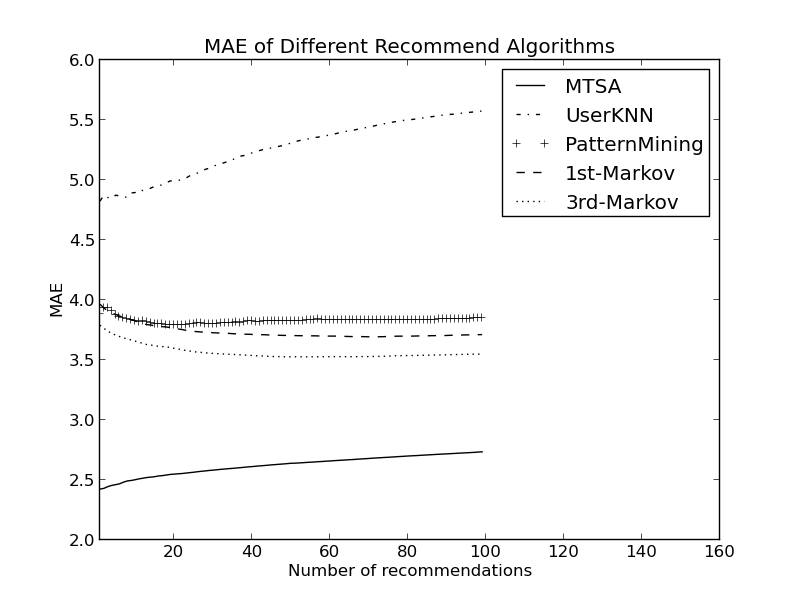 MAE of Different Recommend Algorithms
6.0
5.5
5.0
4.5
4.0
3.5
3.0
2.5
2.0
MAE
MTSA
UserKNN
PatternMining
1st-Markov
3rd-Markov
20 40 60 80 100 120 140 160
Number of recommendations